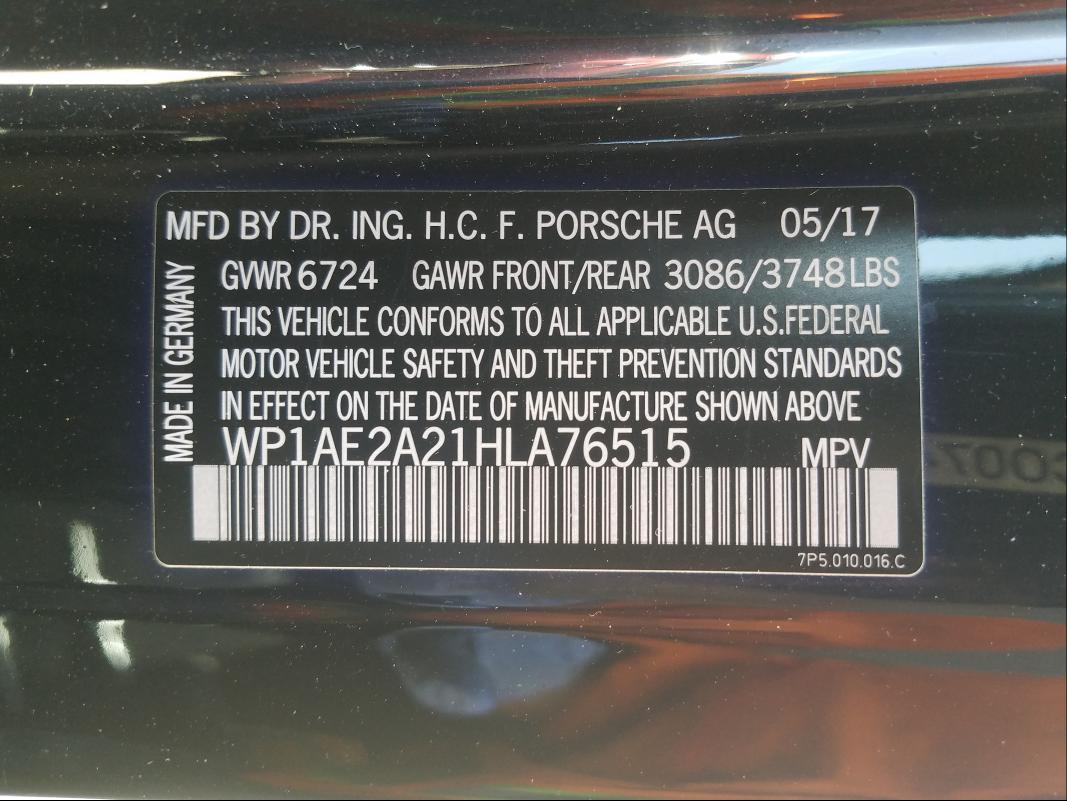 MFD BY DR. ING. H.C. F. PORSCHE AG 05/17
GVWR 6724 GAWR FRONT/REAR 3086/3748 LBS
THIS VEHICLE CONFORMS TO ALL APPLICABLE U.S.FEDERAL
MOTOR VEHICLE SAFETY AND THEFT PREVENTION STANDARDS
IN EFFECT ON THE DATE OF MANUFACTURE SHOWN ABOVE
WP1AE2A21HLA76515 MPV
7P5.010.016.C
MADE IN GERMANY